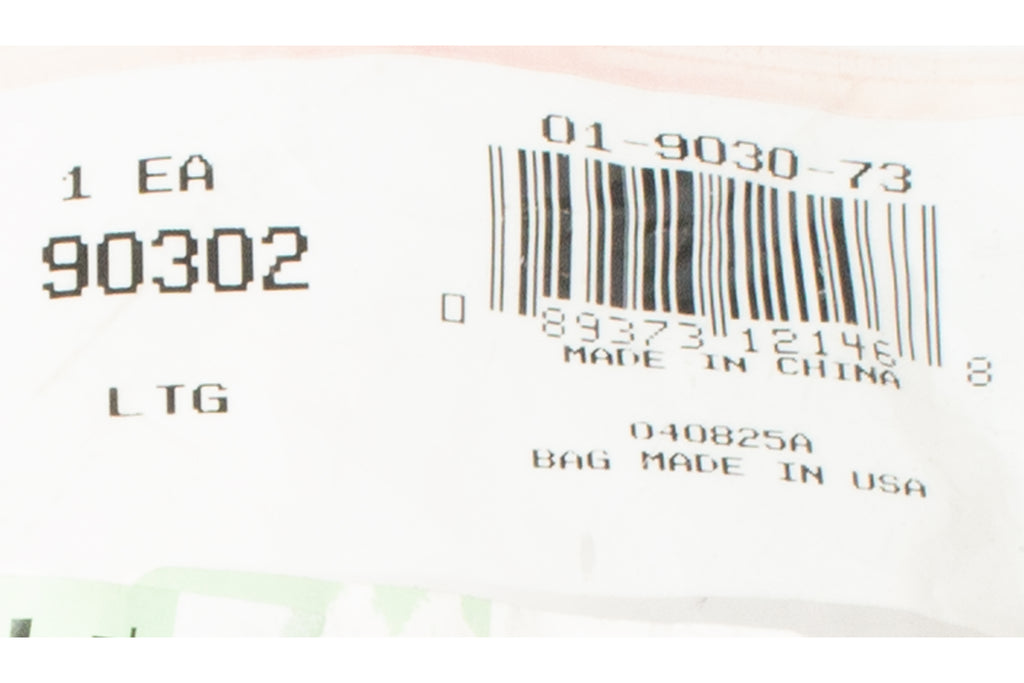 1 EA
90302
LTG
01-9030-73
0 89373 12146 8
MADE IN CHINA
040825A
BAG MADE IN USA